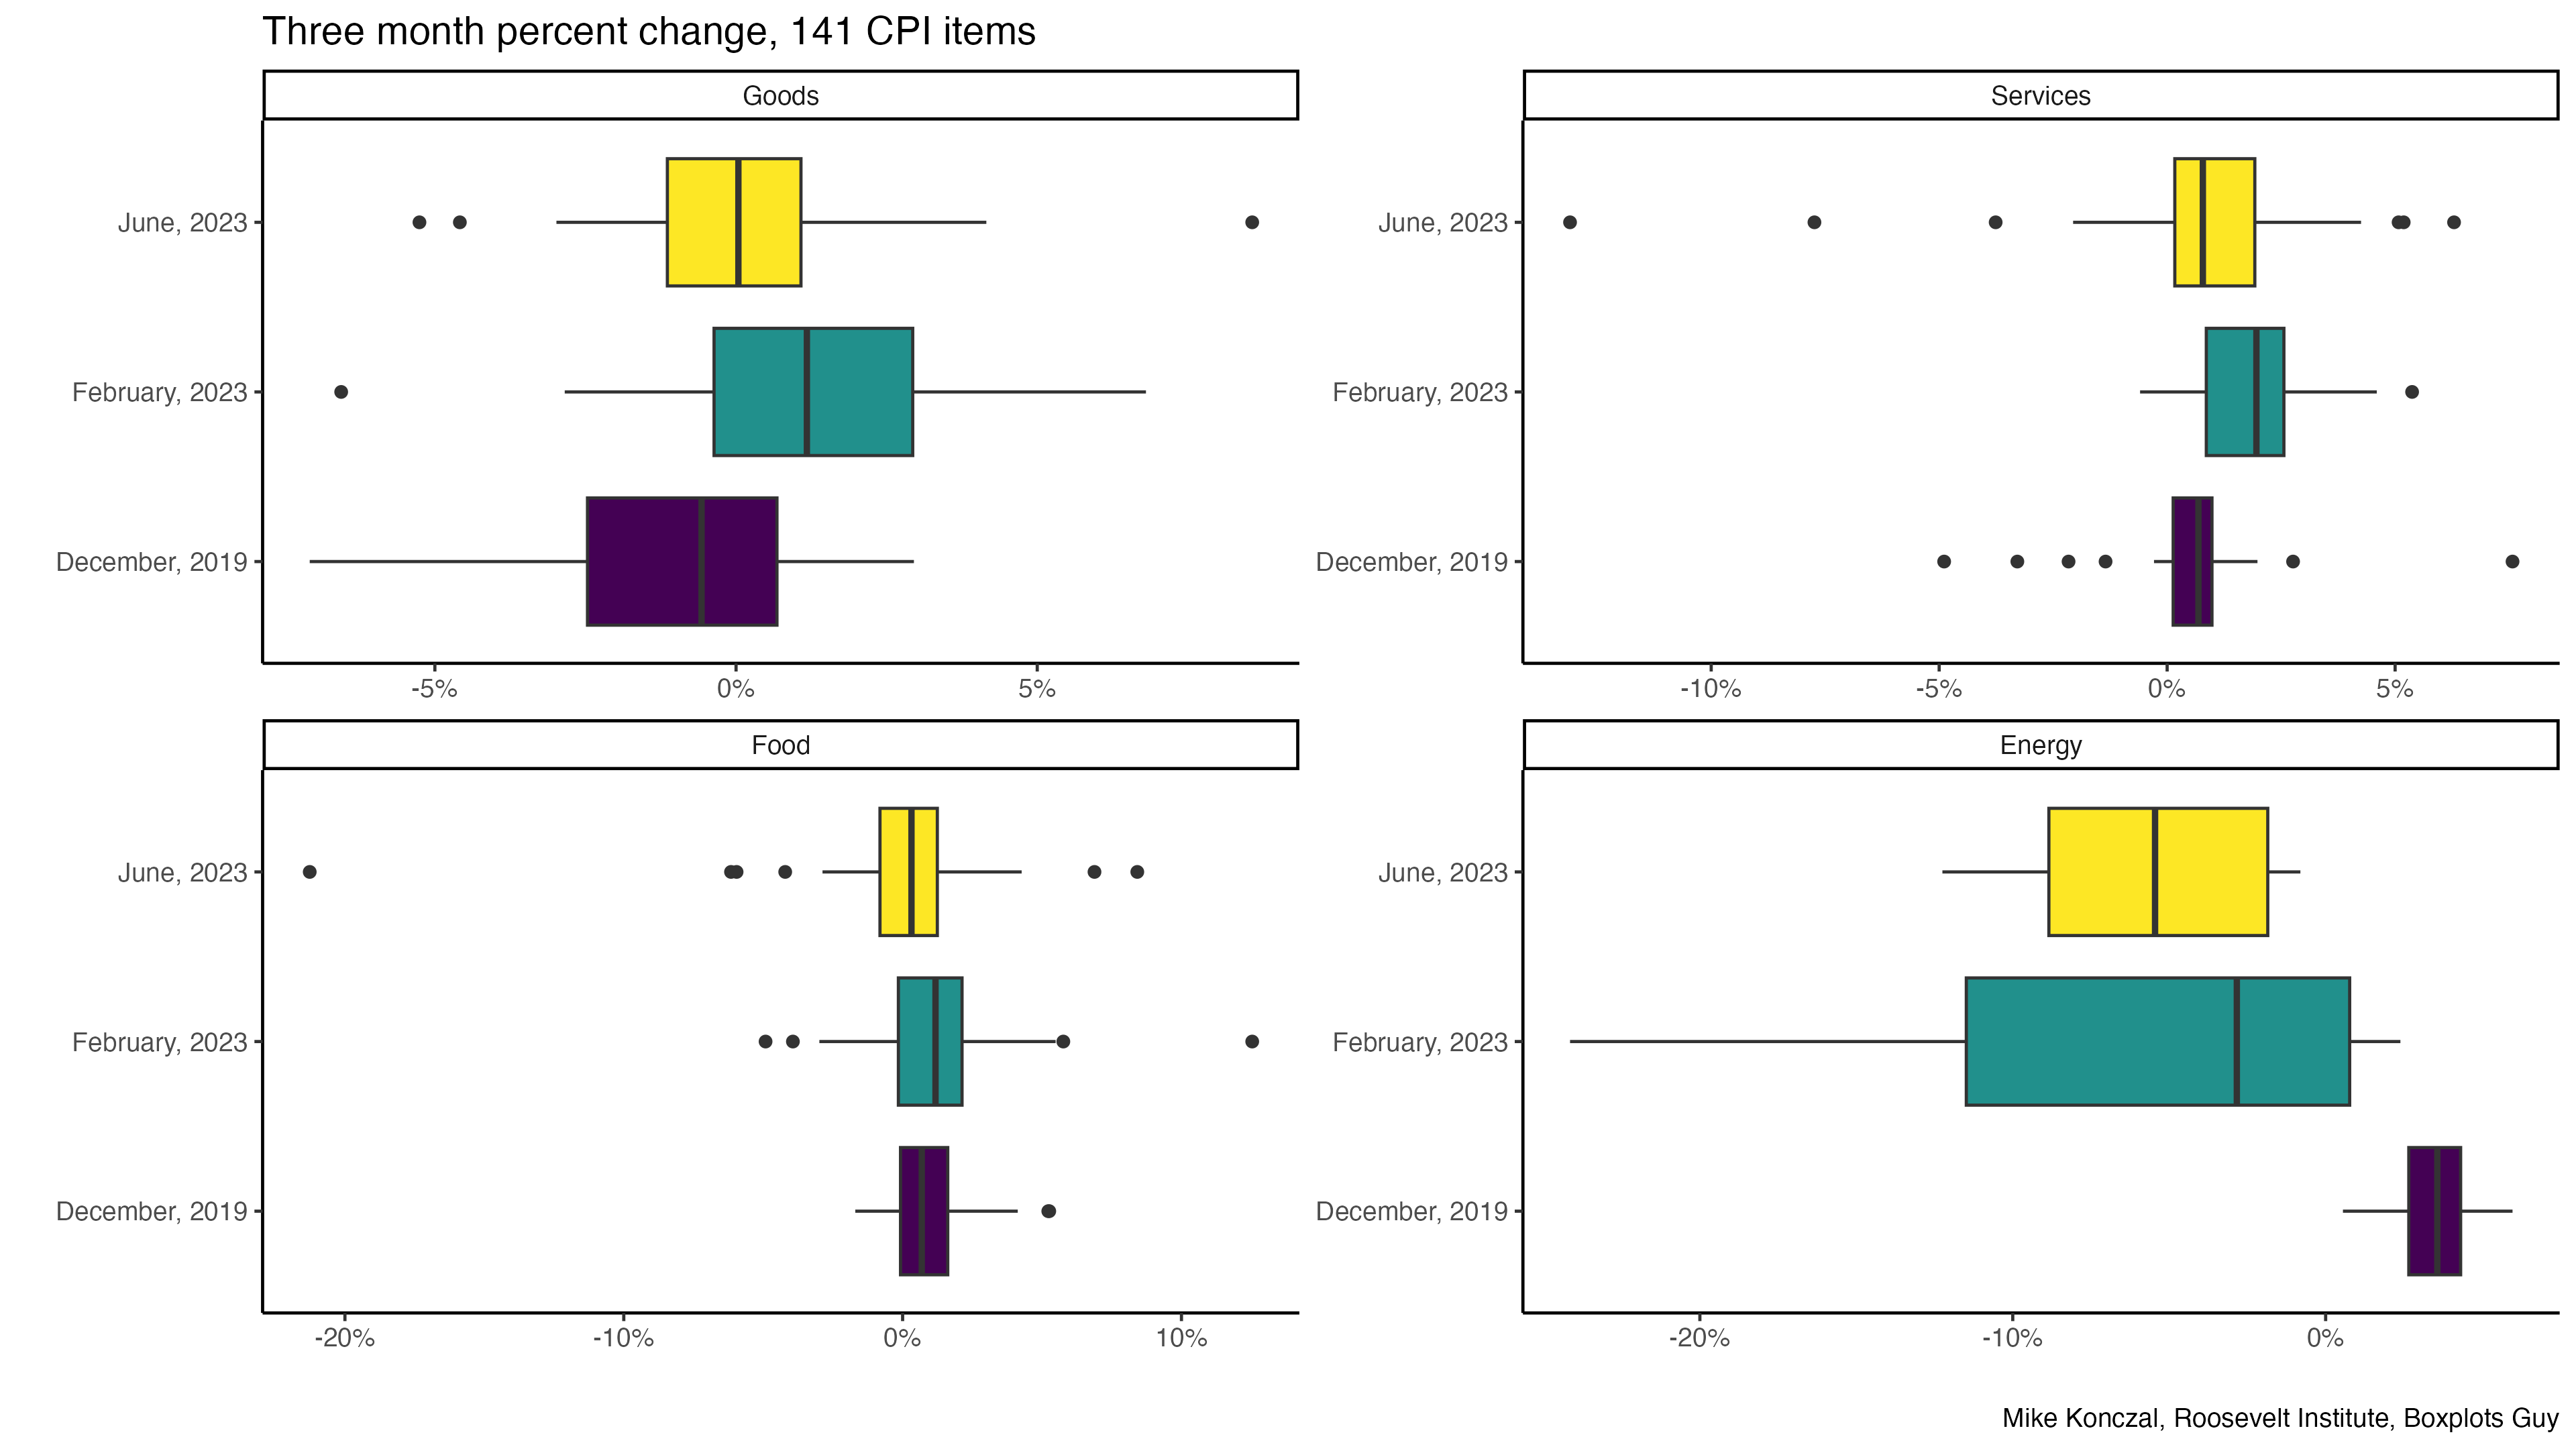 Three month percent change, 141 CPI items
Goods
June, 2023
February, 2023
December, 2019
-5% 0% 5%
Services
June, 2023
February, 2023
December, 2019
-10% -5% 0% 5%
Food
June, 2023
February, 2023
December, 2019
-20% -10% 0% 10%
Energy
June, 2023
February, 2023
December, 2019
-20% -10% 0%
Mike Konczal, Roosevelt Institute, Boxplots Guy